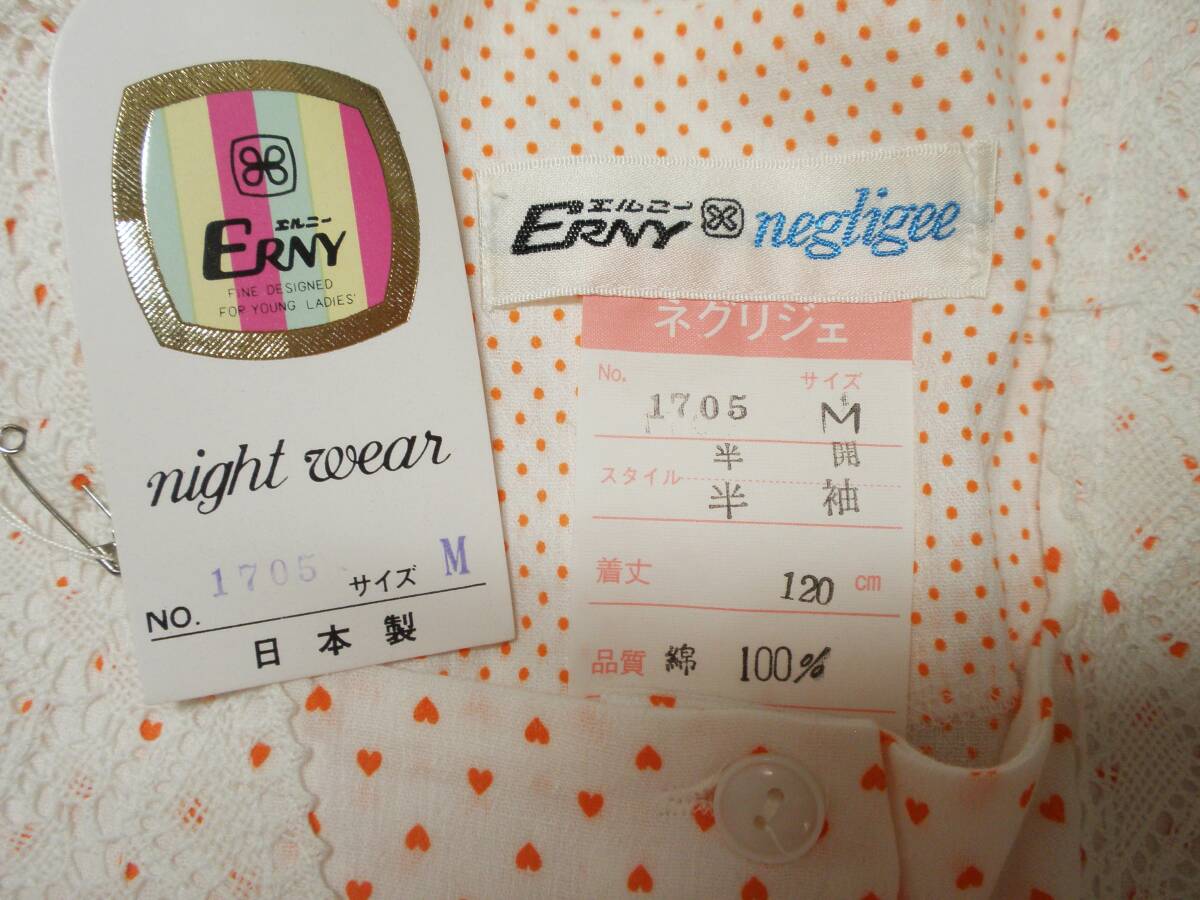 エルニー
ERNY
FINE DESIGNED
FOR YOUNG LADIES'
night wear
NO. 1705 サイズ M
日本製
エルニー
ERNY negligee
ネグリジェ
No. サイズ
1705 M
半開
スタイル
半袖
着丈 120 cm
品質 綿 100%